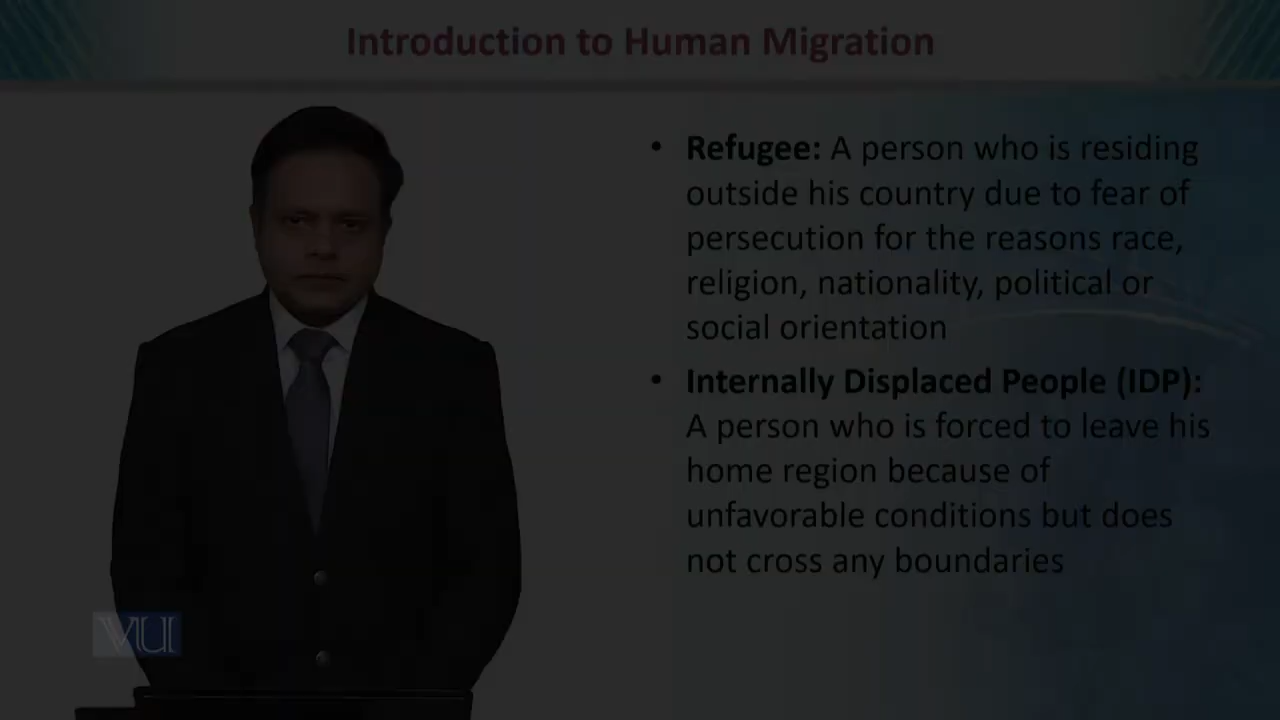 Introduction to Human Migration
• Refugee: A person who is residing
outside his country due to fear of
persecution for the reasons race,
religion, nationality, political or
social orientation
• Internally Displaced People (IDP):
A person who is forced to leave his
home region because of
unfavorable conditions but does
not cross any boundaries
VU